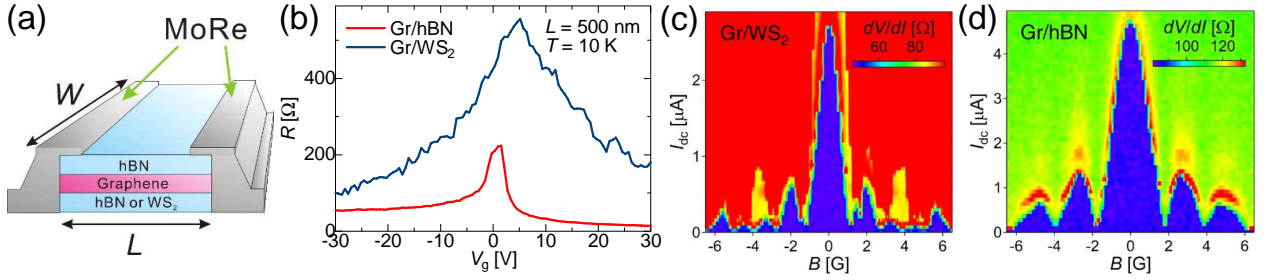 (a)
MoRe
W
hBN
Graphene
hBN or WS₂
L
(b)
Gr/hBN
Gr/WS₂
L = 500 nm
T = 10 K
R [Ω]
400
200
0
-30 -20 -10 0 10 20 30
Vg [V]
(c)
Gr/WS₂
dV/dI [Ω]
60 80
Idc [µA]
2
1
0
-6 -4 -2 0 2 4 6
B [G]
(d)
Gr/hBN
dV/dI [Ω]
100 120
Idc [µA]
4
3
2
1
0
-6 -4 -2 0 2 4 6
B [G]